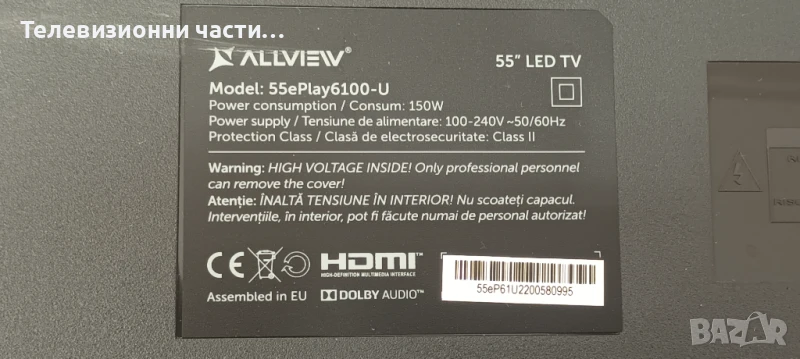 Телевизионни части...
ALLVIEW®
55" LED TV
Model: 55ePlay6100-U
Power consumption / Consum: 150W
Power supply / Tensiune de alimentare: 100-240V ~50/60Hz
Protection Class / Clasă de electrosecuritate: Class II
Warning: HIGH VOLTAGE INSIDE! Only professional personnel
can remove the cover!
Atenție: ÎNALTĂ TENSIUNE ÎN INTERIOR! Nu scoateți capacul.
Intervențiile, în interior, pot fi făcute numai de personal autorizat!
CE HDMI™
HIGH-DEFINITION MULTIMEDIA INTERFACE
Assembled in EU
DOLBY AUDIO™
55eP61U2200580995
BAZAR